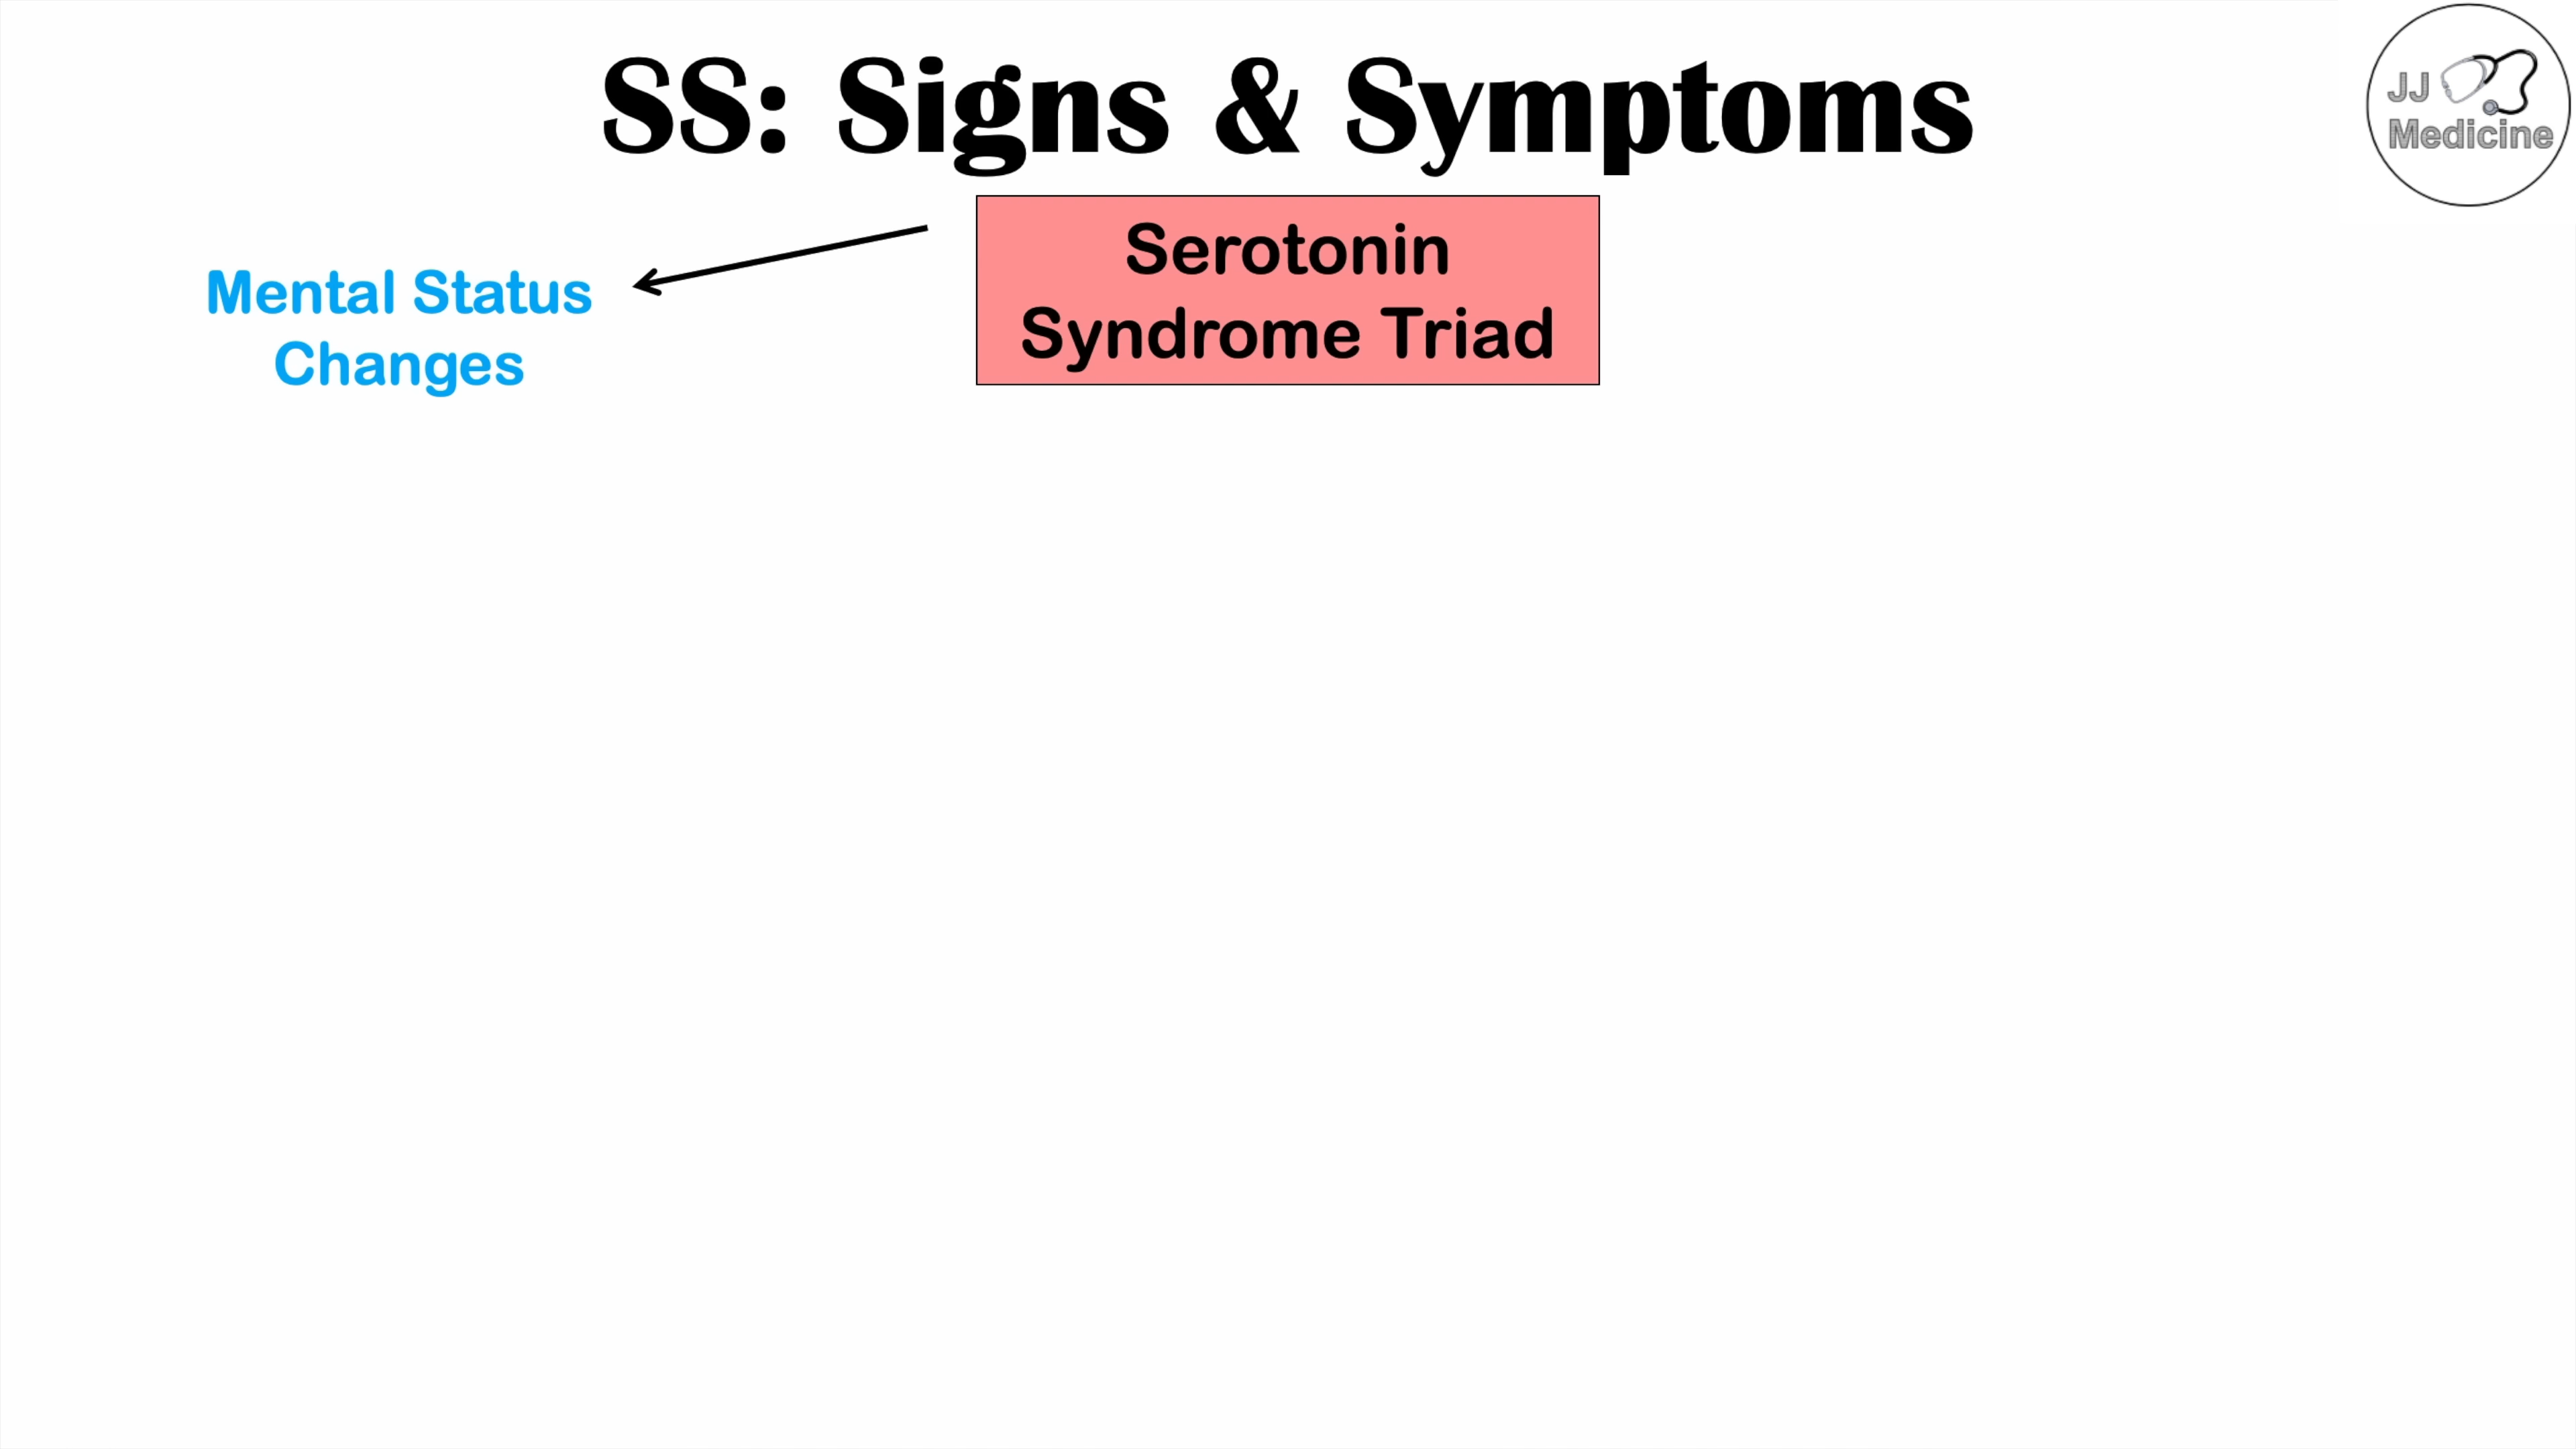 SS: Signs & Symptoms
JJ
Medicine
Serotonin
Syndrome Triad
Mental Status
Changes